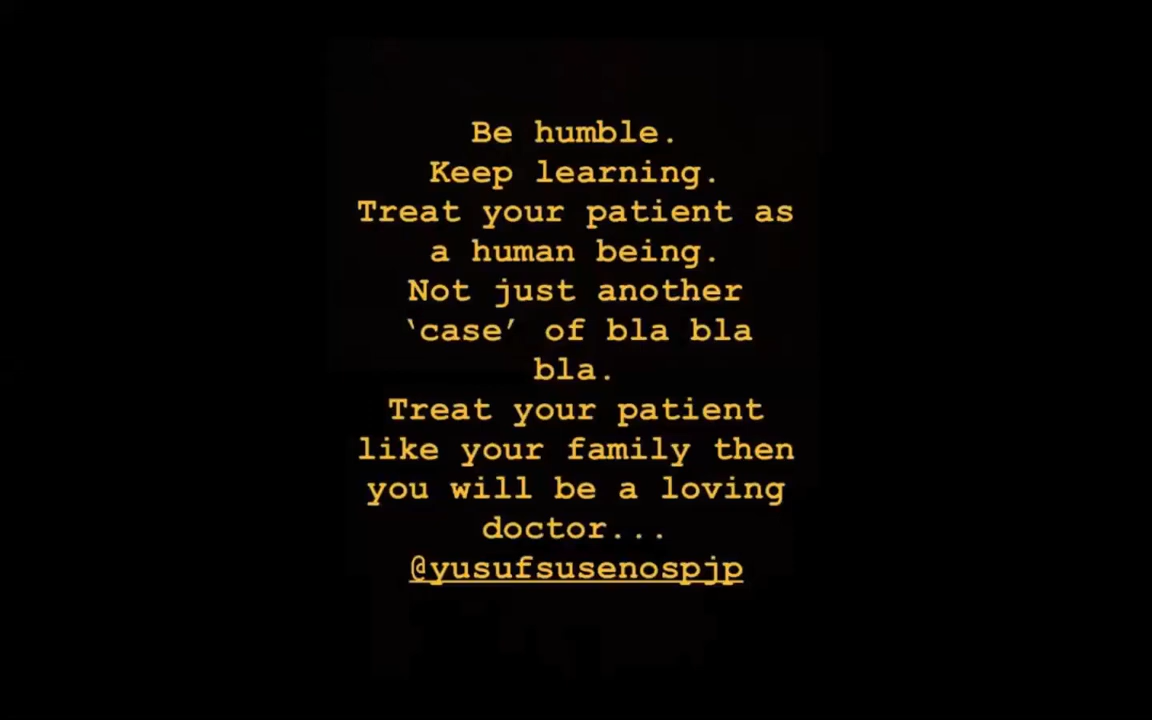 Be humble.
Keep learning.
Treat your patient as
a human being.
Not just another
‘case’ of bla bla
bla.
Treat your patient
like your family then
you will be a loving
doctor...
@yusufsusenospjp